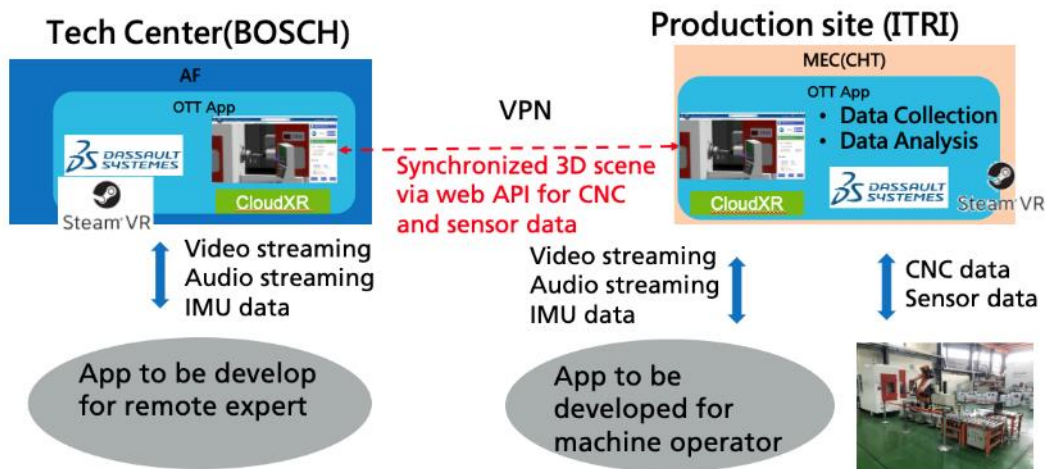 Tech Center(BOSCH)
AF
OTT App
DASSAULT
SYSTEMES
STEAM VR
CloudXR
Video streaming
Audio streaming
IMU data
App to be develop
for remote expert
VPN
Synchronized 3D scene
via web API for CNC
and sensor data
Production site (ITRI)
MEC(CHT)
OTT App
• Data Collection
• Data Analysis
CloudXR
DASSAULT
SYSTEMES
STEAM VR
Video streaming
Audio streaming
IMU data
CNC data
Sensor data
App to be
developed for
machine operator